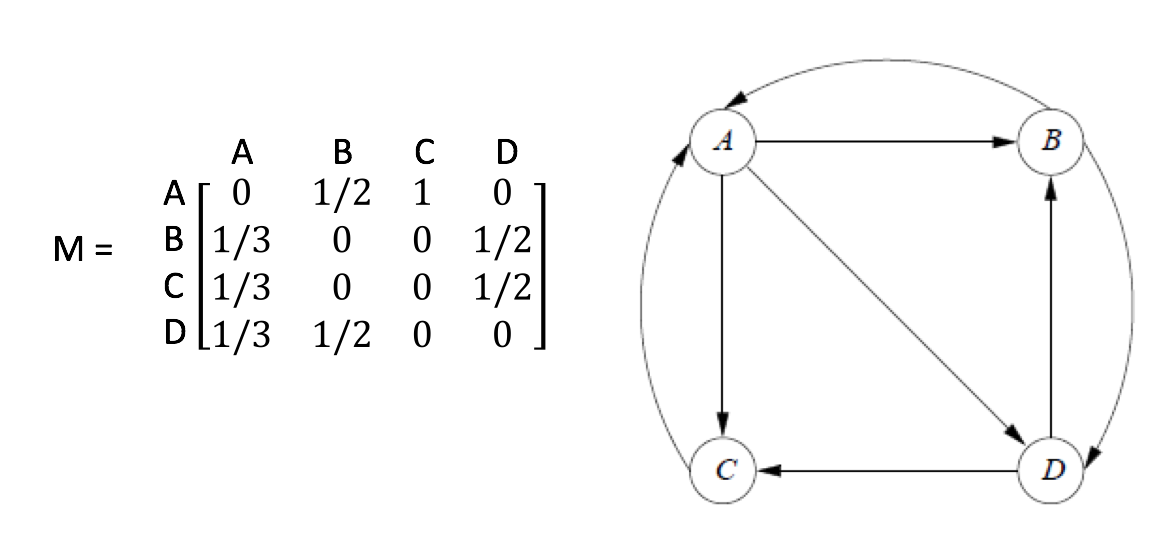 A B C D
M =
A 0 1/2 1 0
B 1/3 0 0 1/2
C 1/3 0 0 1/2
D 1/3 1/2 0 0
A
B
C
D